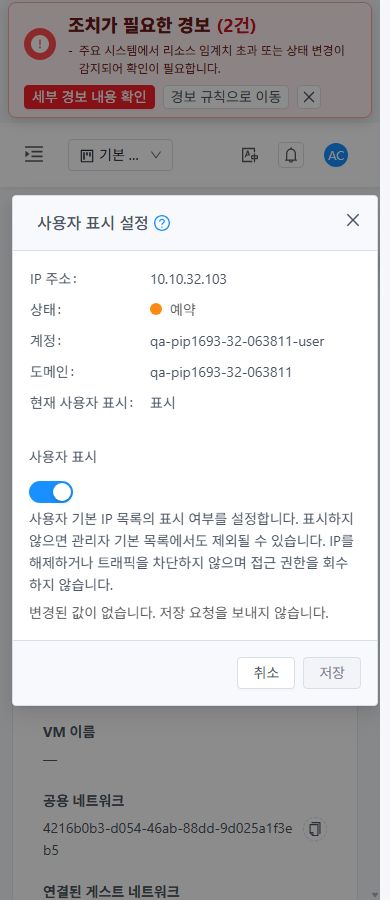 조치가 필요한 경보 (2건)
- 주요 시스템에서 리소스 임계치 초과 또는 상태 변경이
감지되어 확인이 필요합니다.
세부 경보 내용 확인 경보 규칙으로 이동
기본 ... AC
사용자 표시 설정
IP 주소: 10.10.32.103
상태: 예약
계정: qa-pip1693-32-063811-user
도메인: qa-pip1693-32-063811
현재 사용자 표시: 표시
사용자 표시
사용자 기본 IP 목록의 표시 여부를 설정합니다. 표시하지
않으면 관리자 기본 목록에서도 제외될 수 있습니다. IP를
해제하거나 트래픽을 차단하지 않으며 접근 권한을 회수
하지 않습니다.
변경된 값이 없습니다. 저장 요청을 보내지 않습니다.
취소 저장
VM 이름
—
공용 네트워크
4216b0b3-d054-46ab-88dd-9d025a1f3e
b5
연결된 게스트 네트워크